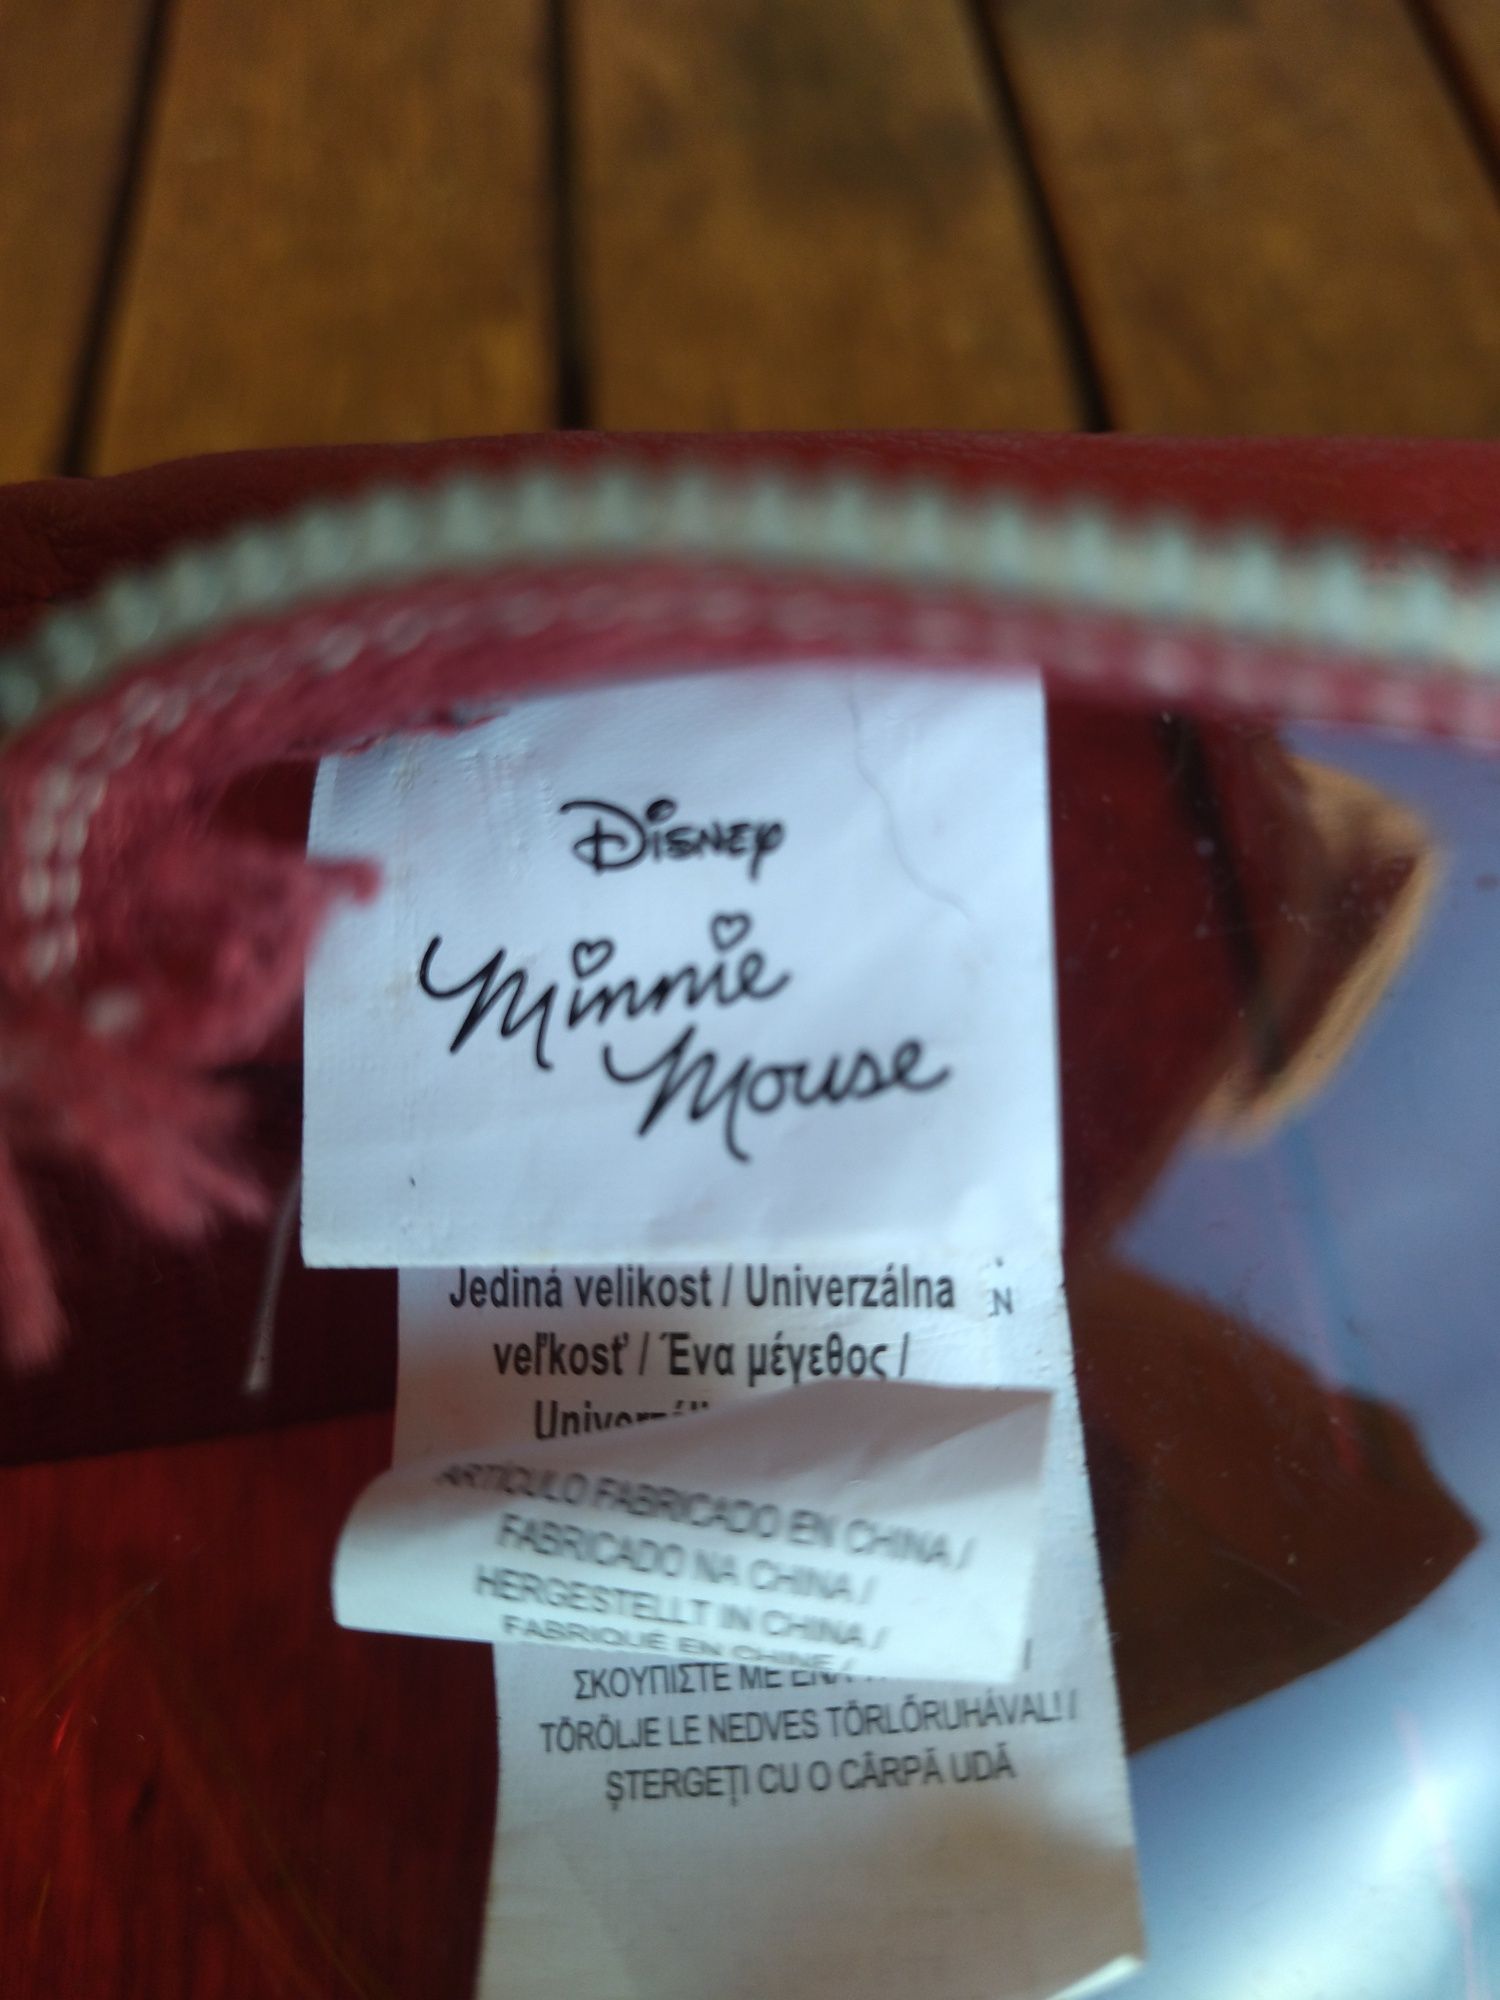 Disney
Minnie
Mouse
Jediná velikost / Univerzálna
N
veľkosť / Ένα μέγεθος /
ARTÍCULO FABRICADO EN CHINA /
FABRICADO NA CHINA /
HERGESTELLT IN CHINA /
FABRIQUÉ EN CHINE /
ΣΚΟΥΠΙΣΤΕ ΜΕ ΕΝΑ
TÖRÖLJE LE NEDVES TÖRLŐRUHÁVAL! /
ȘTERGEȚI CU O CÂRPĂ UDĂ